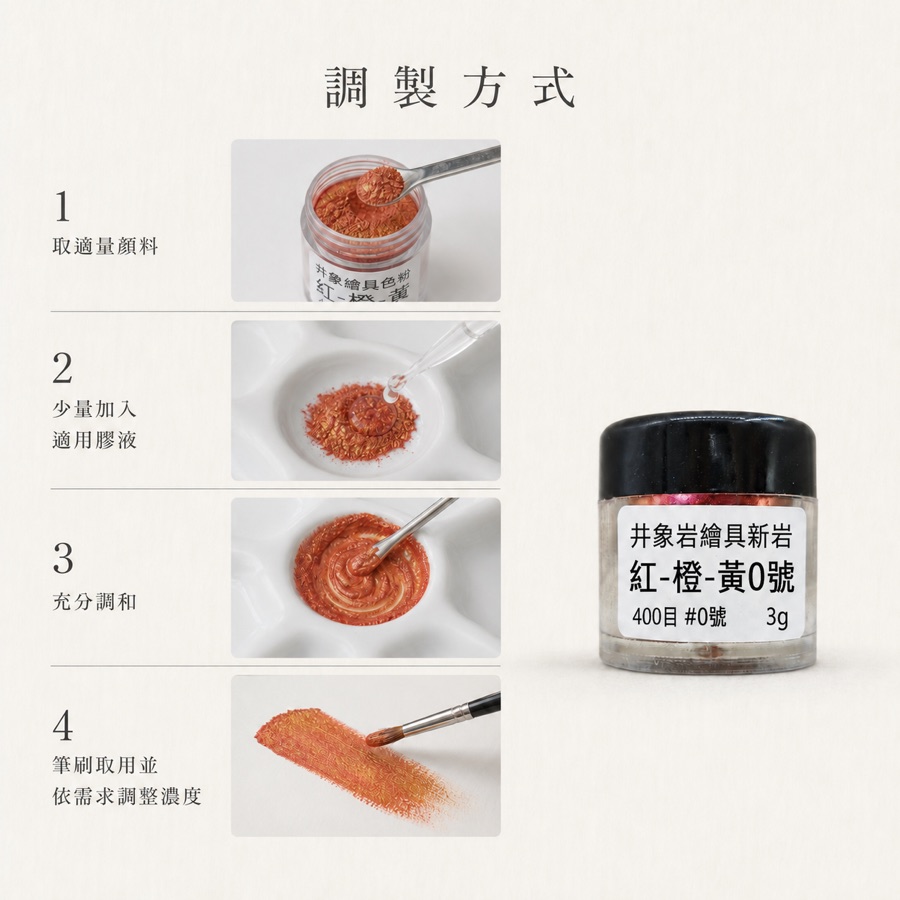 調製方式
1
取適量顏料
井象繪具色粉
紅-橙-黃
2
少量加入
適用膠液
3
充分調和
4
筆刷取用並
依需求調整濃度
井象岩繪具新岩
紅-橙-黃0號
400目 #0號 3g